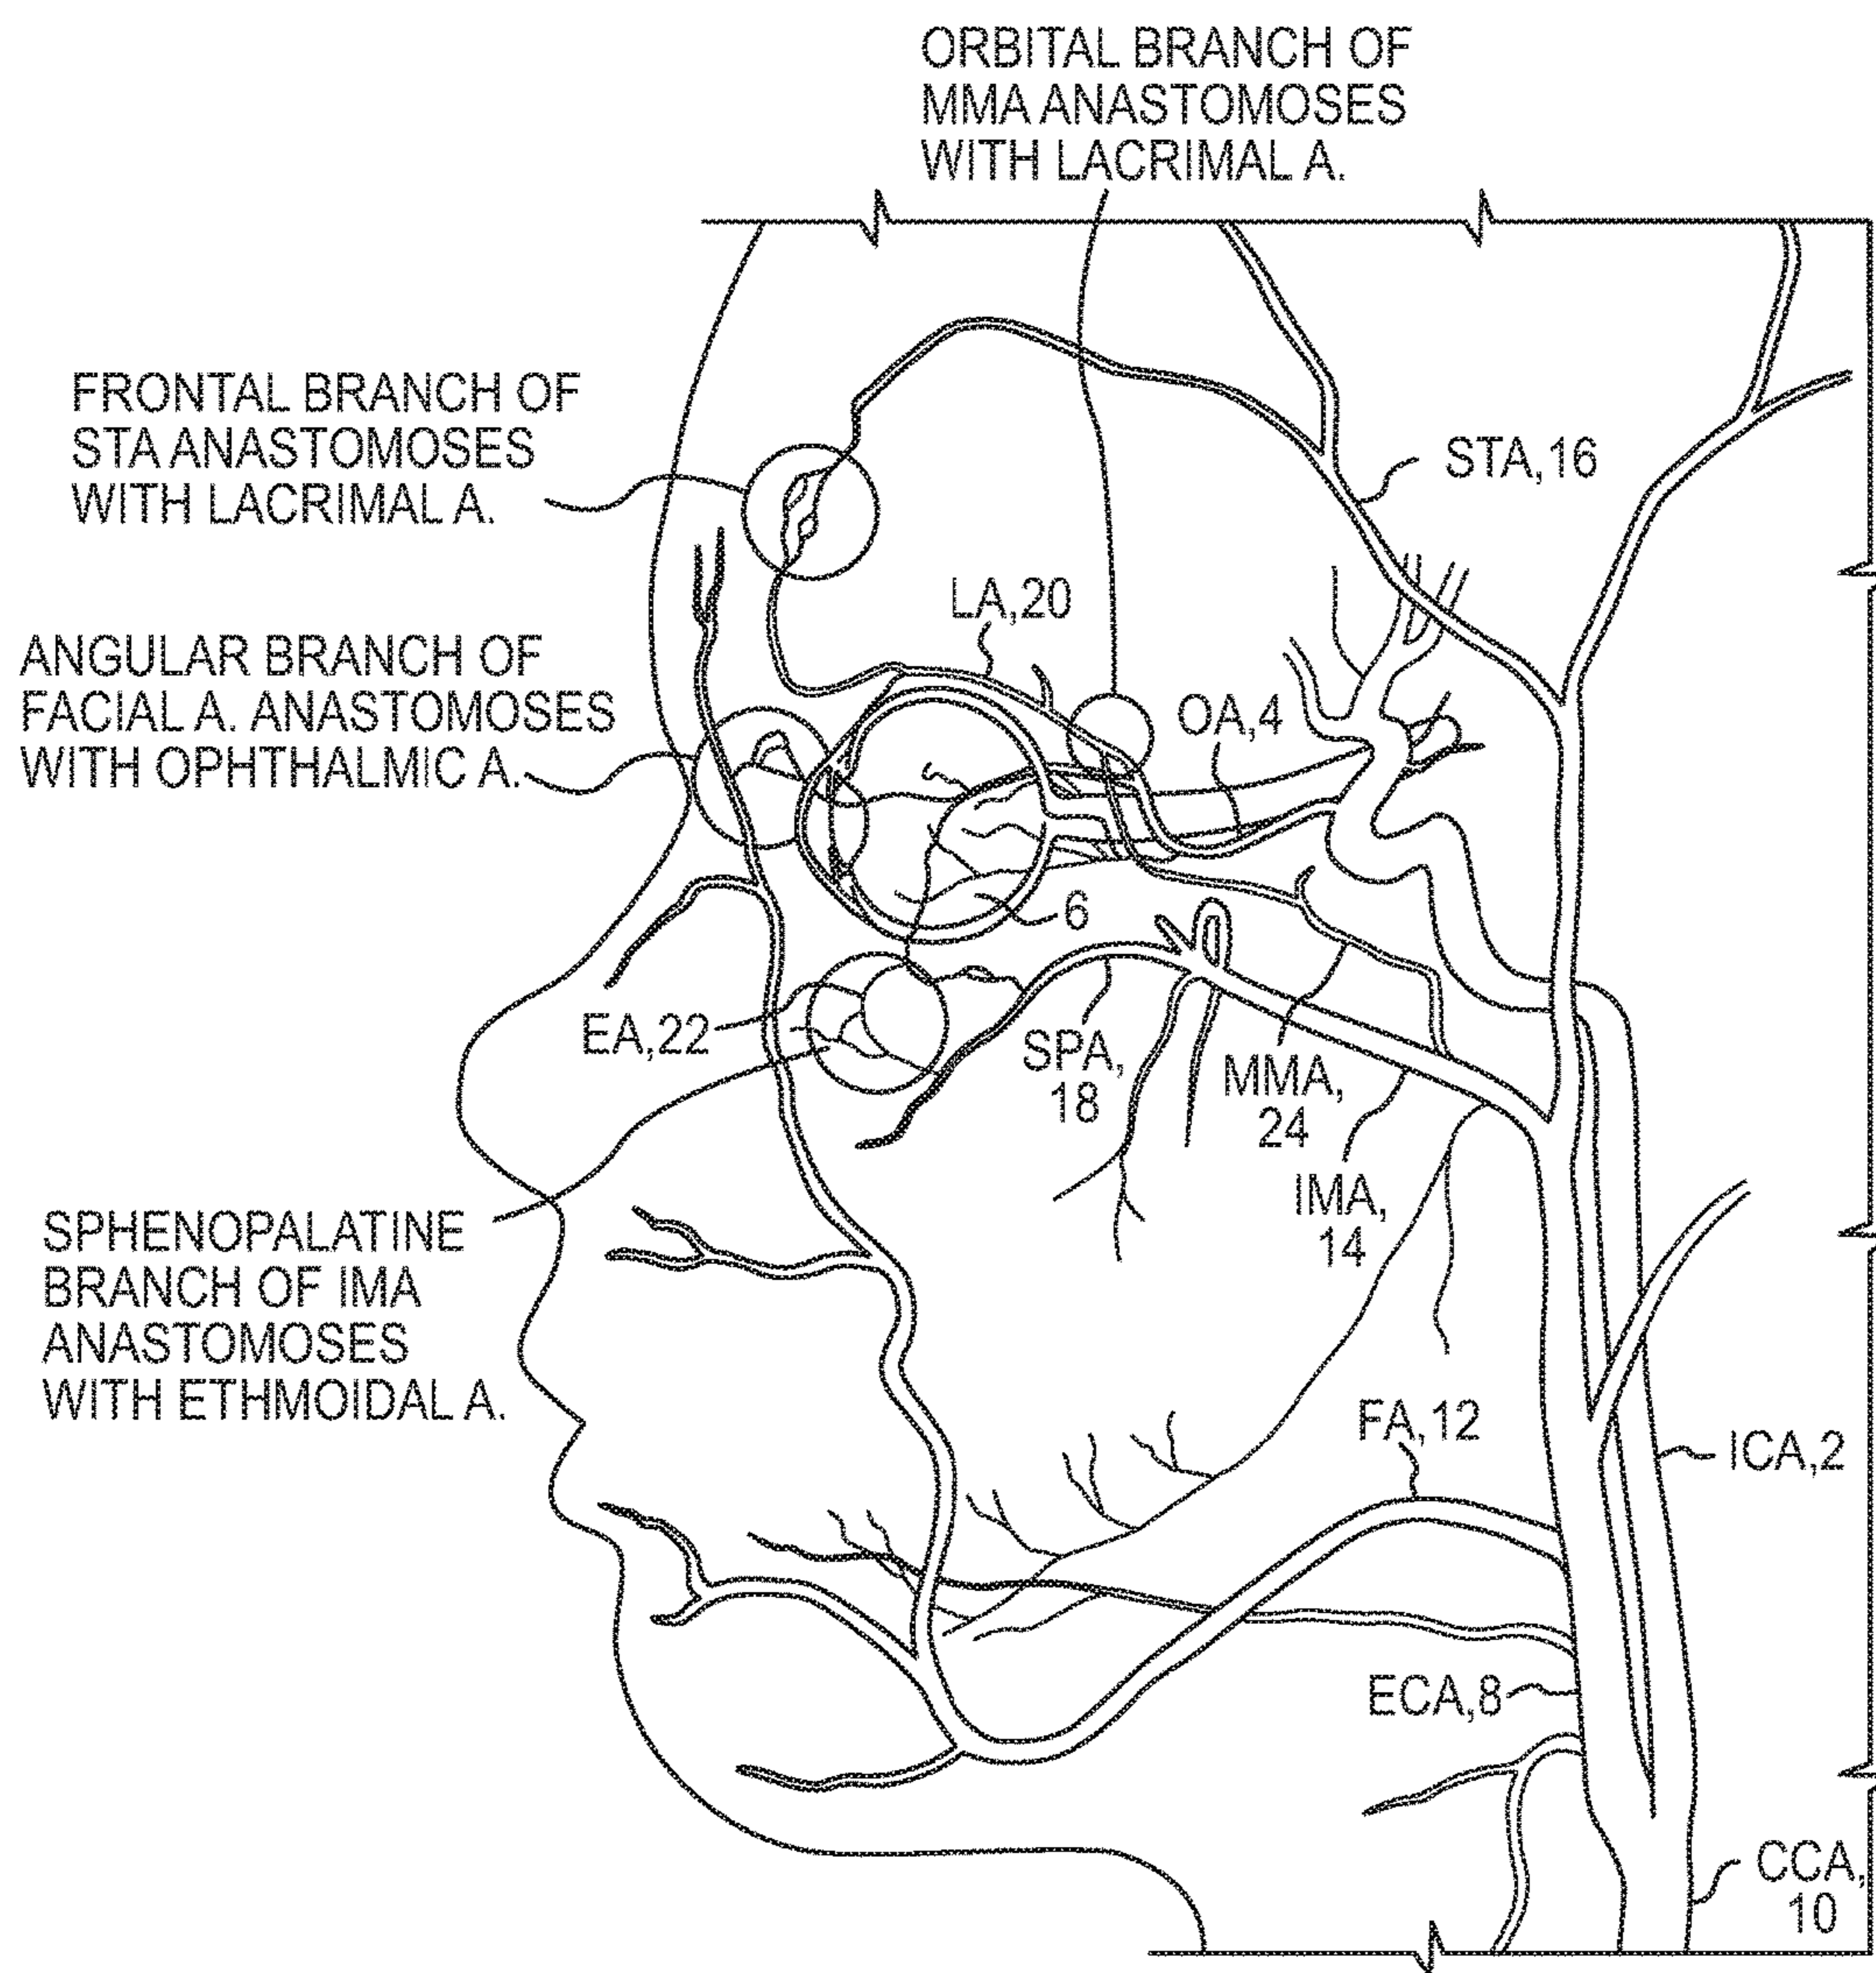 ORBITAL BRANCH OF
MMA ANASTOMOSES
WITH LACRIMAL A.
FRONTAL BRANCH OF
STA ANASTOMOSES
WITH LACRIMAL A.
STA,16
LA,20
ANGULAR BRANCH OF
FACIAL A. ANASTOMOSES
WITH OPHTHALMIC A.
OA,4
6
EA,22
SPA,
18
MMA,
24
IMA,
14
SPHENOPALATINE
BRANCH OF IMA
ANASTOMOSES
WITH ETHMOIDAL A.
FA,12
ICA,2
ECA,8
CCA,
10